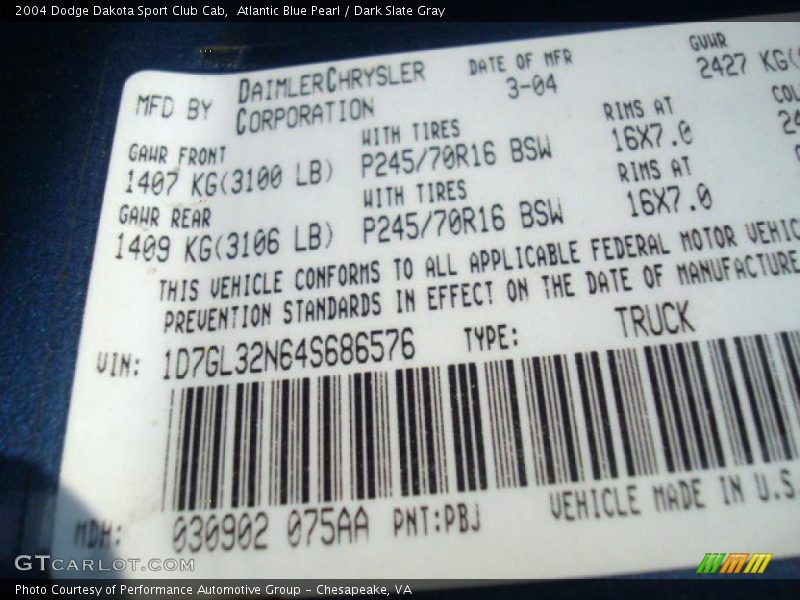 2004 Dodge Dakota Sport Club Cab,  Atlantic Blue Pearl / Dark Slate Gray
MFD BY DAIMLERCHRYSLER CORPORATION
DATE OF MFR 3-04
GVWR 2427 KG(
GAWR FRONT 1407 KG(3100 LB)
WITH TIRES P245/70R16 BSW
RIMS AT 16X7.0
GAWR REAR 1409 KG(3106 LB)
WITH TIRES P245/70R16 BSW
RIMS AT 16X7.0
THIS VEHICLE CONFORMS TO ALL APPLICABLE FEDERAL MOTOR VEHIC
PREVENTION STANDARDS IN EFFECT ON THE DATE OF MANUFACTURE
VIN: 1D7GL32N64S686576 TYPE: TRUCK
MDH: 030902 075AA PNT:PBJ VEHICLE MADE IN U.S.
GTCARLOT.COM
Photo Courtesy of Performance Automotive Group - Chesapeake, VA